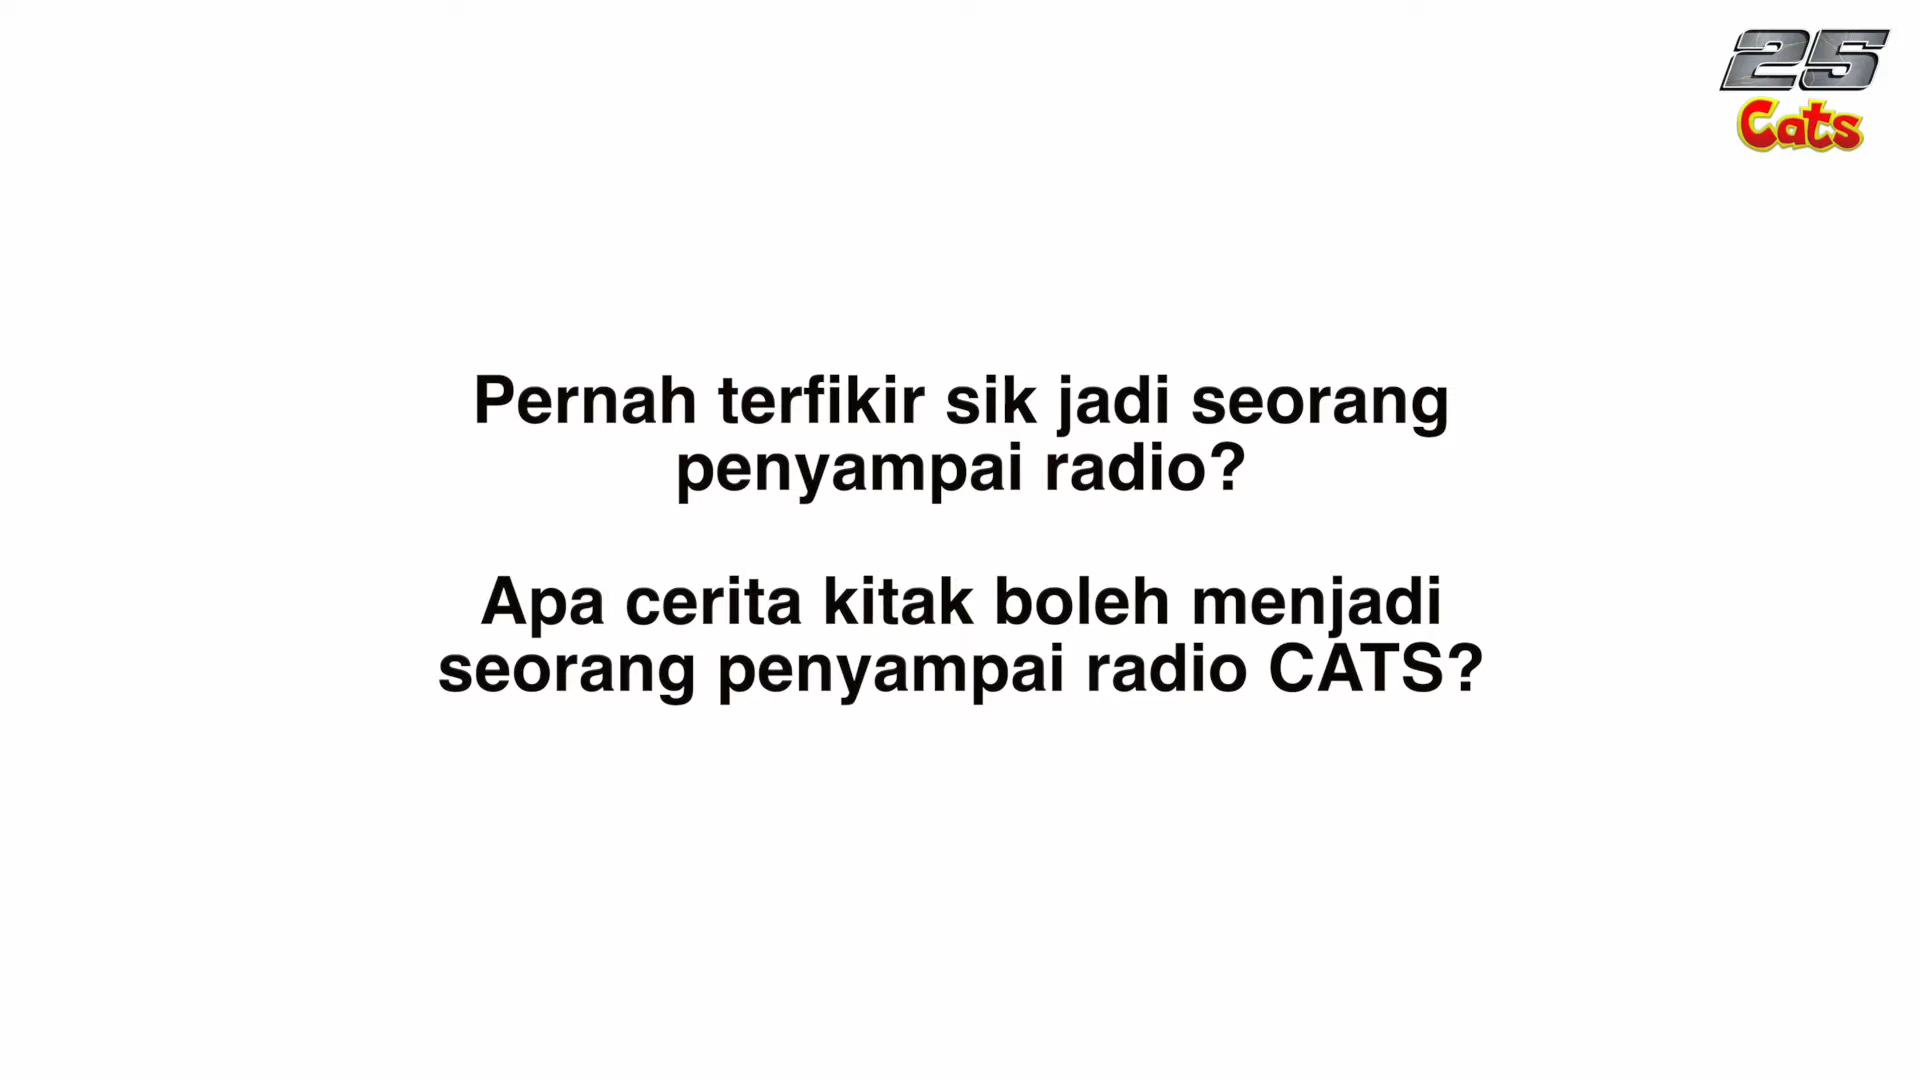 25
Cats
Pernah terfikir sik jadi seorang
penyampai radio?
Apa cerita kitak boleh menjadi
seorang penyampai radio CATS?